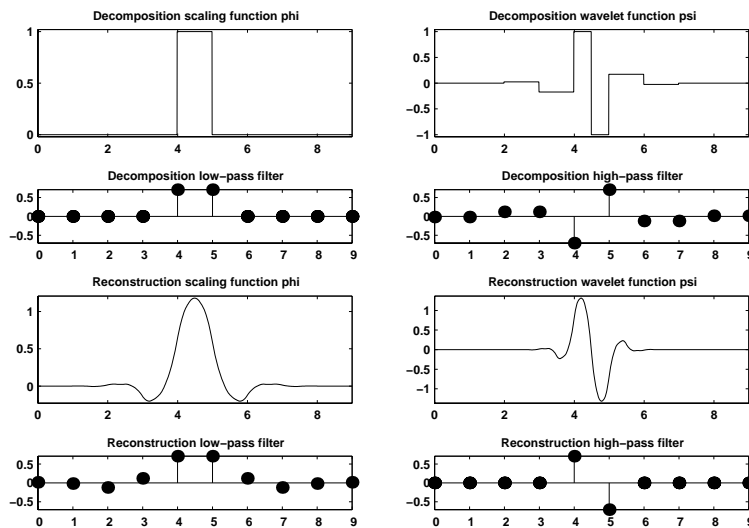 Decomposition scaling function phi
1
0.5
0
0 2 4 6 8
Decomposition wavelet function psi
1
0.5
0
−0.5
−1
0 2 4 6 8
Decomposition low−pass filter
0.5
0
−0.5
0 1 2 3 4 5 6 7 8 9
Decomposition high−pass filter
0.5
0
−0.5
0 1 2 3 4 5 6 7 8 9
Reconstruction scaling function phi
1
0.5
0
0 2 4 6 8
Reconstruction wavelet function psi
1
0.5
0
−0.5
−1
0 2 4 6 8
Reconstruction low−pass filter
0.5
0
−0.5
0 1 2 3 4 5 6 7 8 9
Reconstruction high−pass filter
0.5
0
−0.5
0 1 2 3 4 5 6 7 8 9